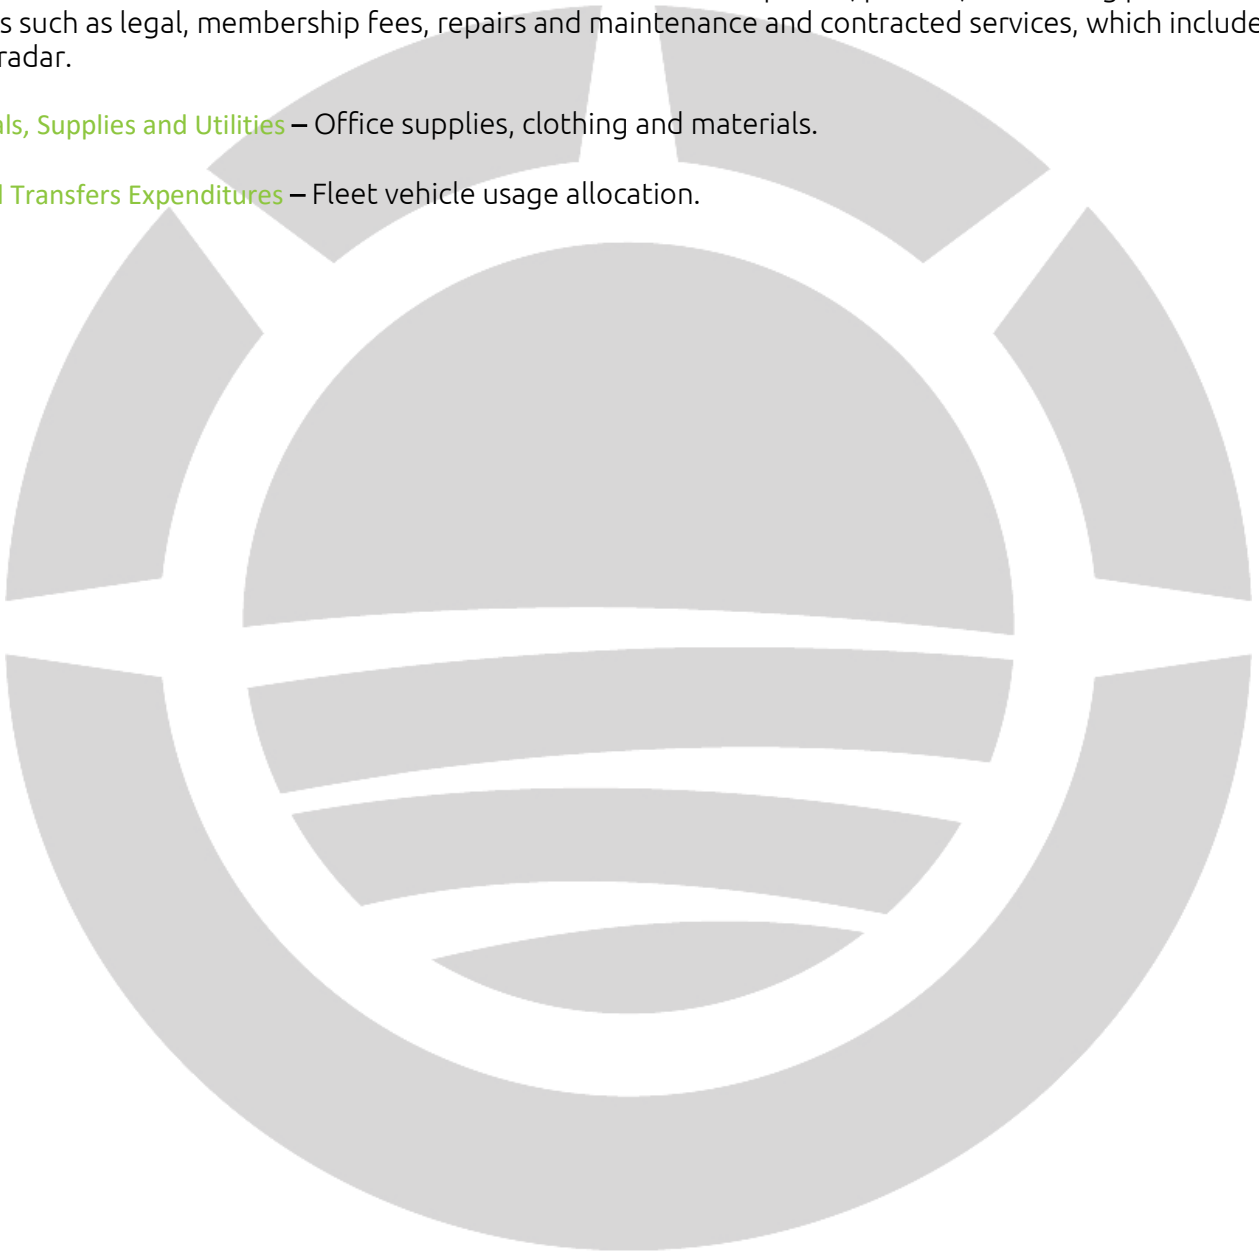 s such as legal, membership fees, repairs and maintenance and contracted services, which include
radar.
ls, Supplies and Utilities – Office supplies, clothing and materials.
Transfers Expenditures – Fleet vehicle usage allocation.